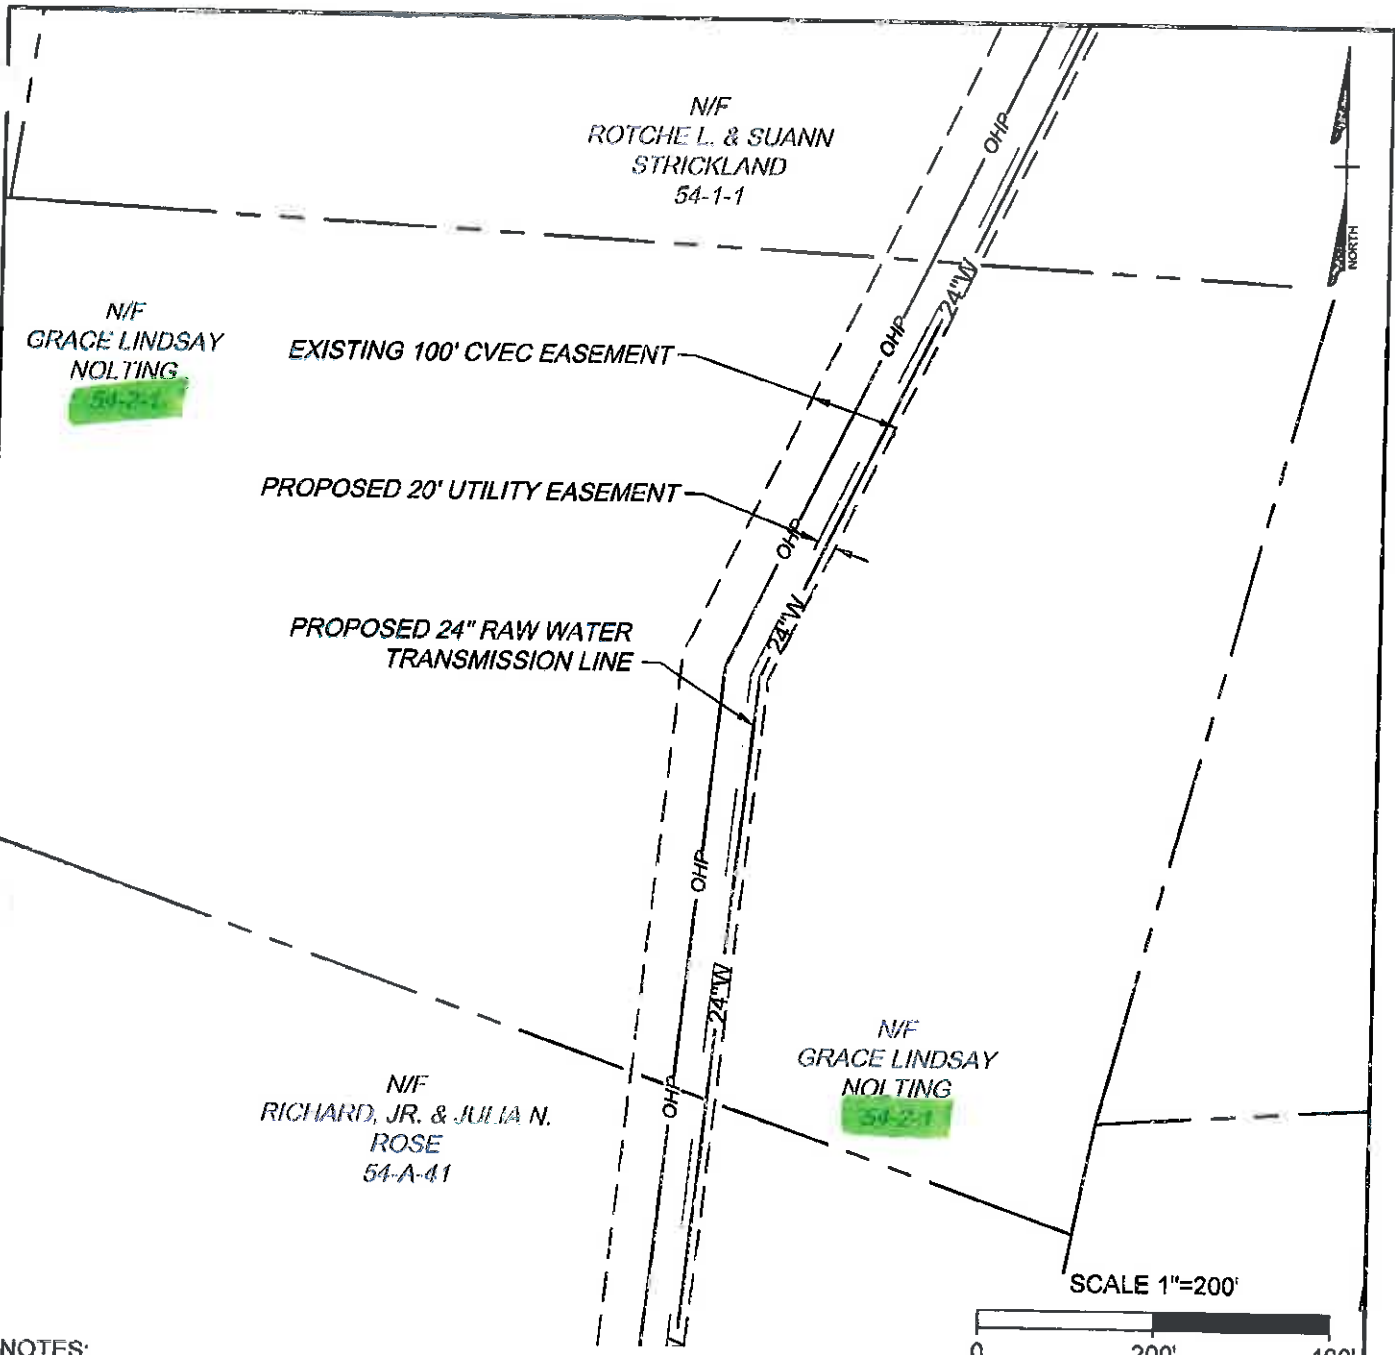 N/F
ROTCHE L. & SUANN
STRICKLAND
54-1-1
OHP
NORTH
24"W
N/F
GRACE LINDSAY
NOLTING
54-2-1
EXISTING 100' CVEC EASEMENT
OHP
PROPOSED 20' UTILITY EASEMENT
OHP
24"W
PROPOSED 24" RAW WATER
TRANSMISSION LINE
OHP
24"W
N/F
GRACE LINDSAY
NOLTING
54-2-1
OHP
N/F
RICHARD, JR. & JULIA N.
ROSE
54-A-41
SCALE 1"=200'
0 200' 400'
NOTES: